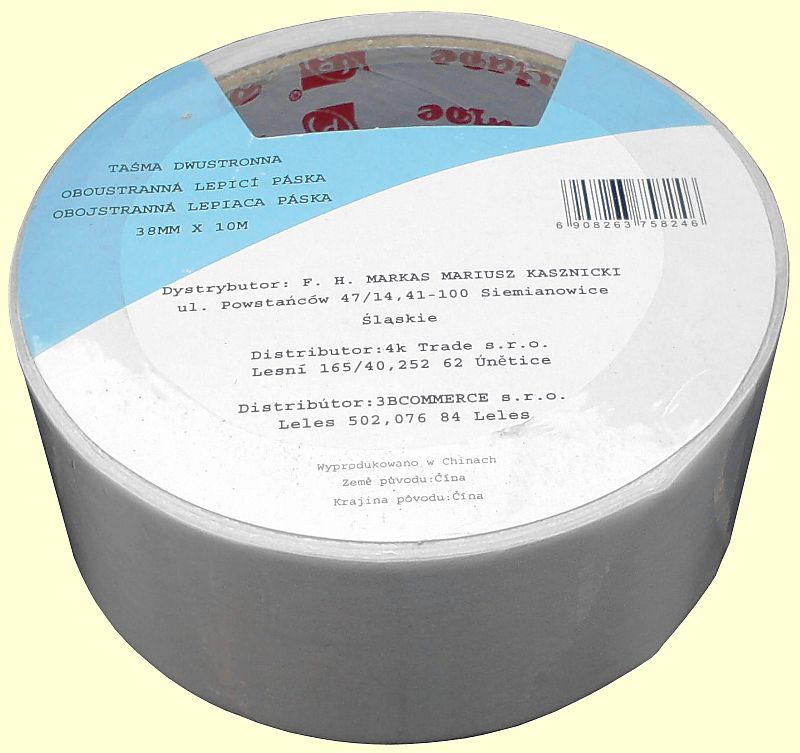 TAŚMA DWUSTRONNA
OBOUSTRANNÁ LEPICÍ PÁSKA
OBOJSTRANNÁ LEPIACA PÁSKA
38MM X 10M
6 908263 758246
Dystrybutor: F. H. MARKAS MARIUSZ KASZNICKI
ul. Powstańców 47/14,41-100 Siemianowice
Śląskie
Distributor:4k Trade s.r.o.
Lesní 165/40,252 62 Únětice
Distribútor:3BCOMMERCE s.r.o.
Leles 502,076 84 Leles
Wyprodukowano w Chinach
Země původu:Čína
Krajina pôvodu:Čína